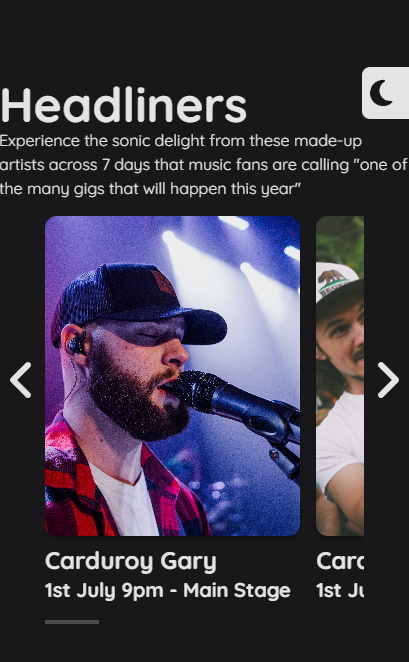 Headliners
Experience the sonic delight from these made-up
artists across 7 days that music fans are calling "one of
the many gigs that will happen this year"
Carduroy Gary
1st July 9pm - Main Stage
1st Ju